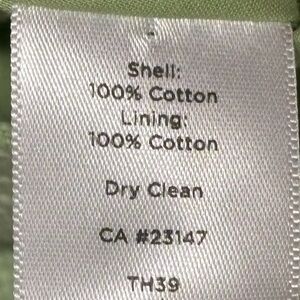 Shell:
100% Cotton
Lining:
100% Cotton
Dry Clean
CA #23147
TH39